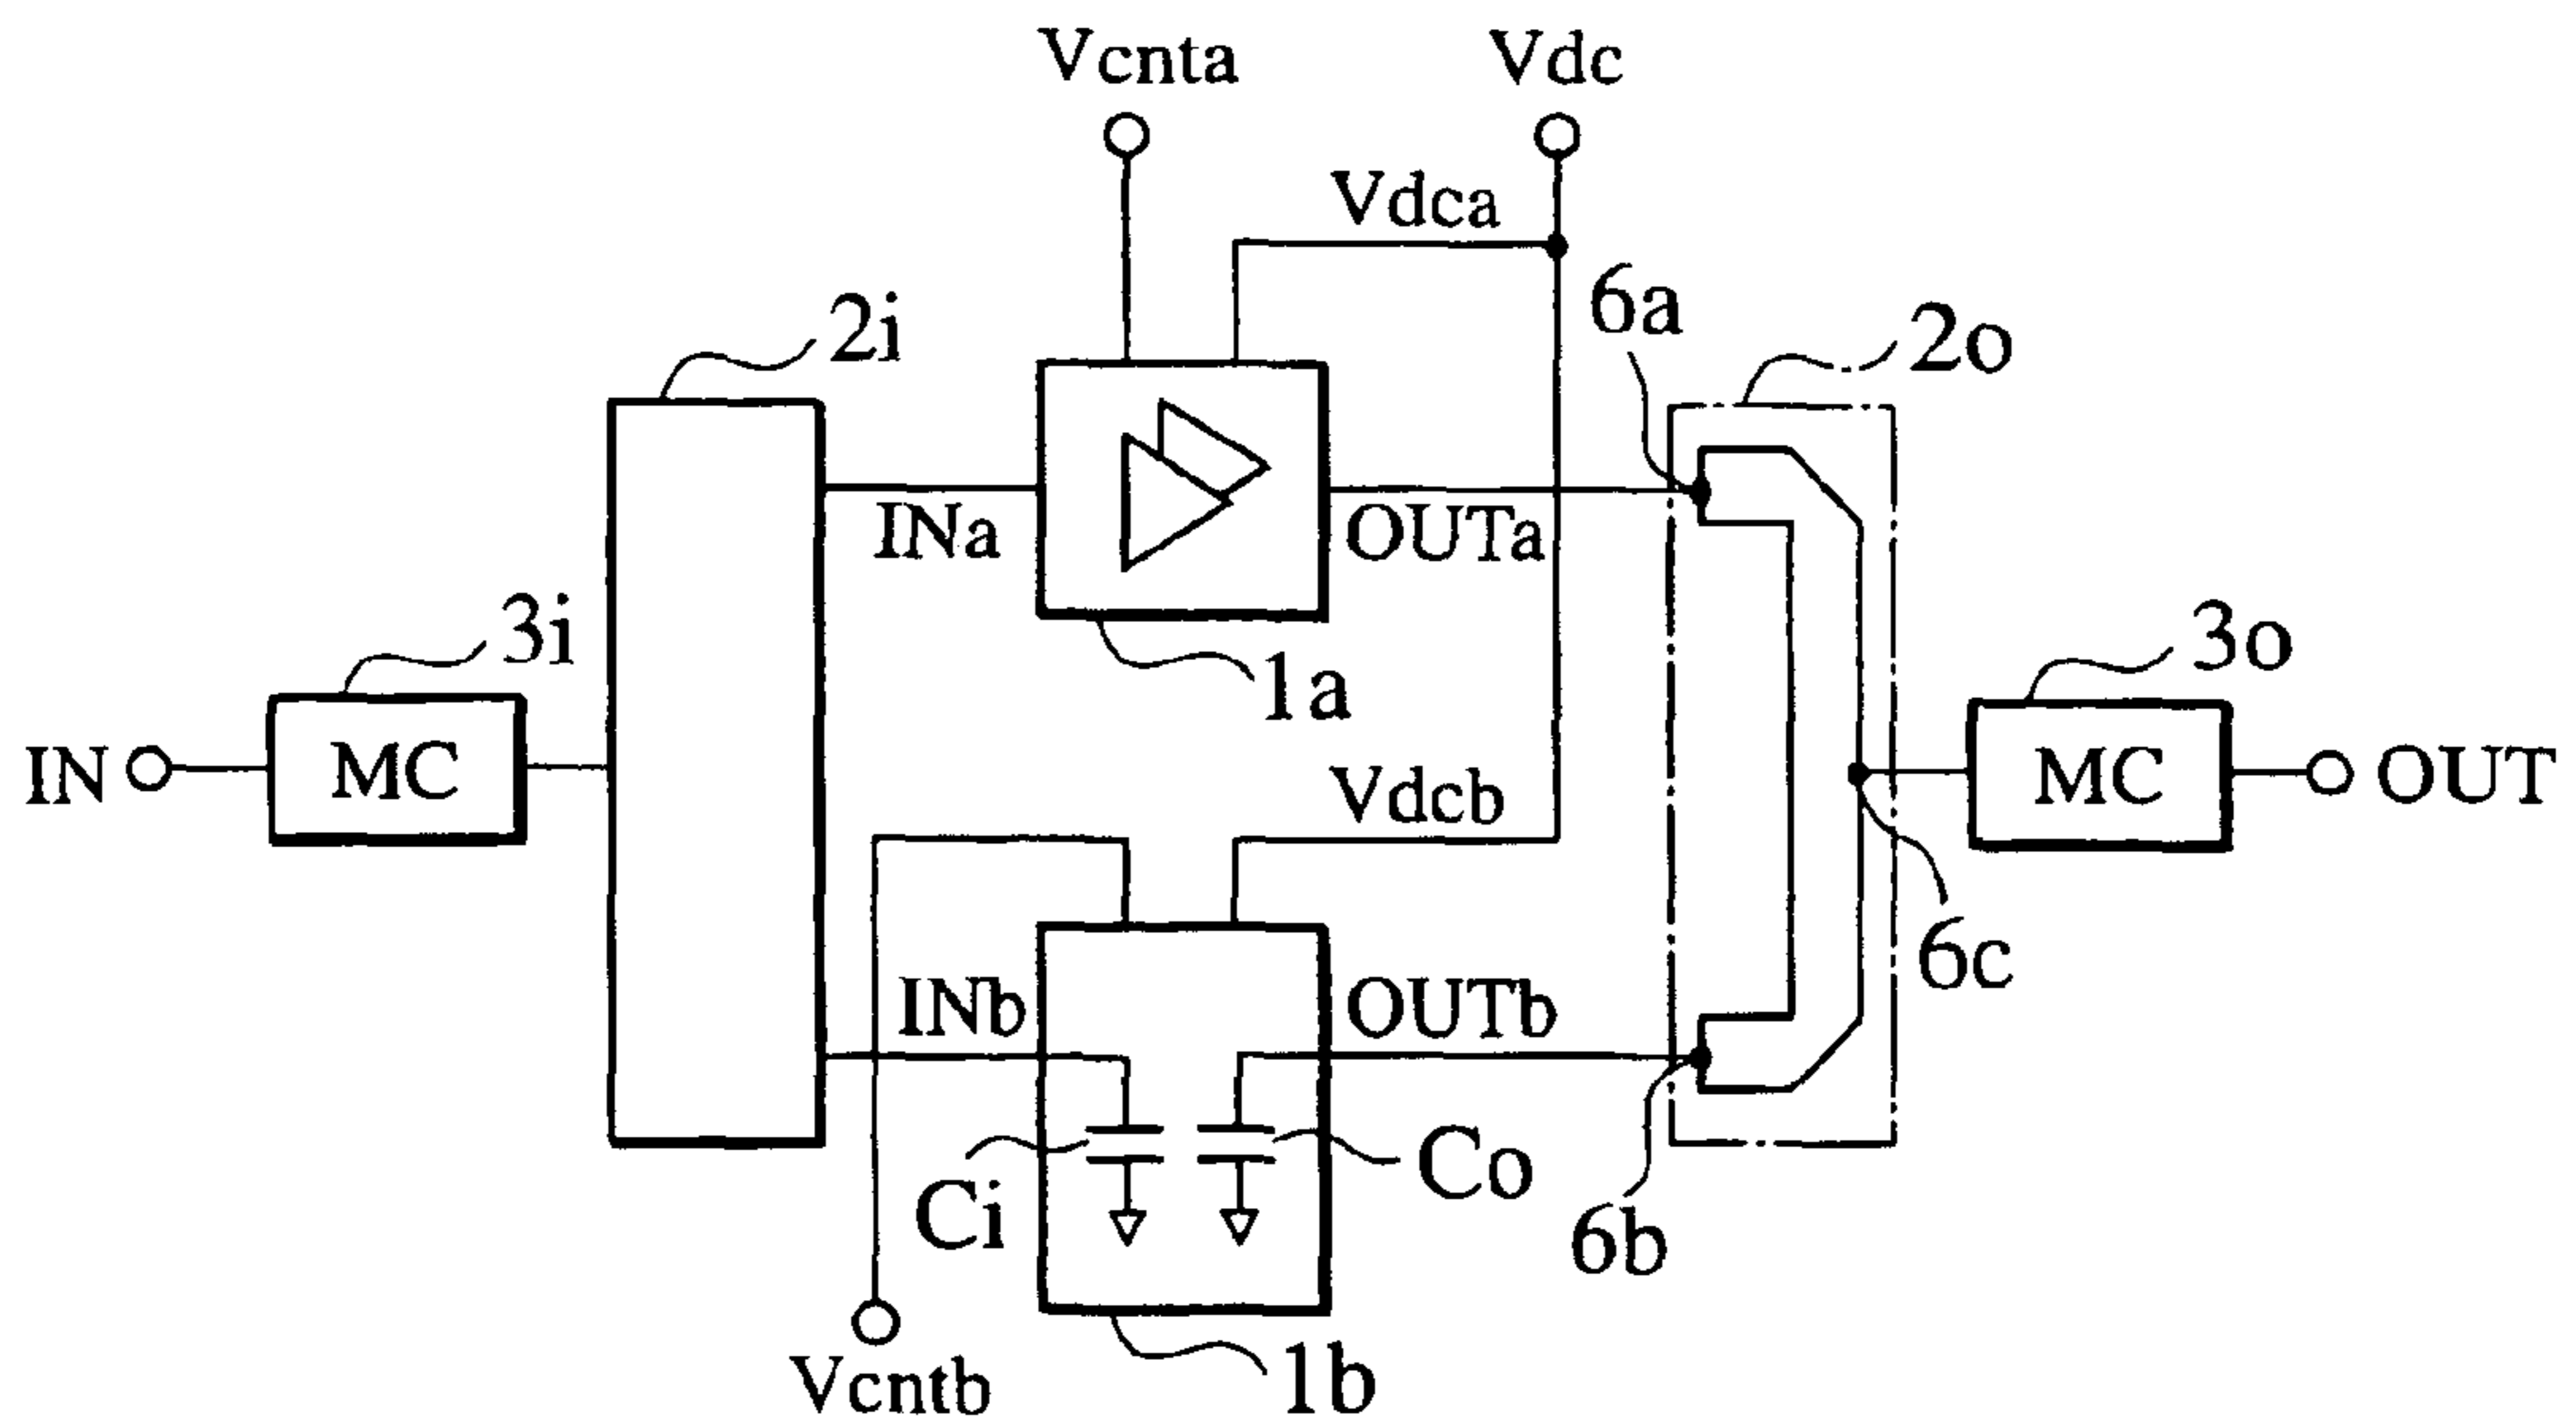 Vcnta
Vdc
Vdca
6a
2i
2o
INa
OUTa
3i
1a
3o
IN
MC
Vdcb
MC
OUT
INb
OUTb
6c
Ci
Co
6b
Vcntb
1b